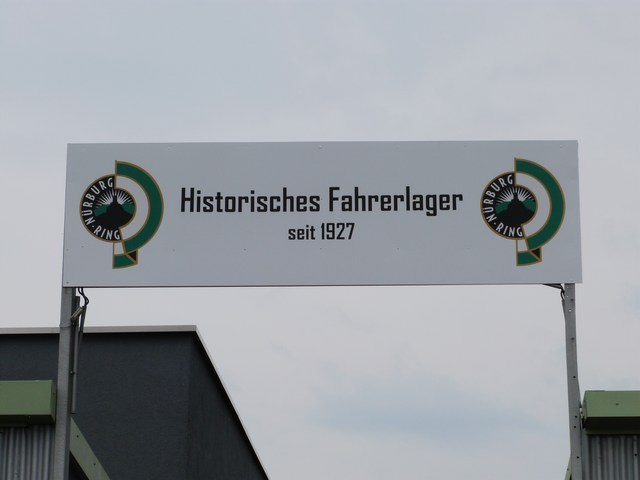 NÜRBURG
-RING
Historisches Fahrerlager
seit 1927
NÜRBURG
-RING